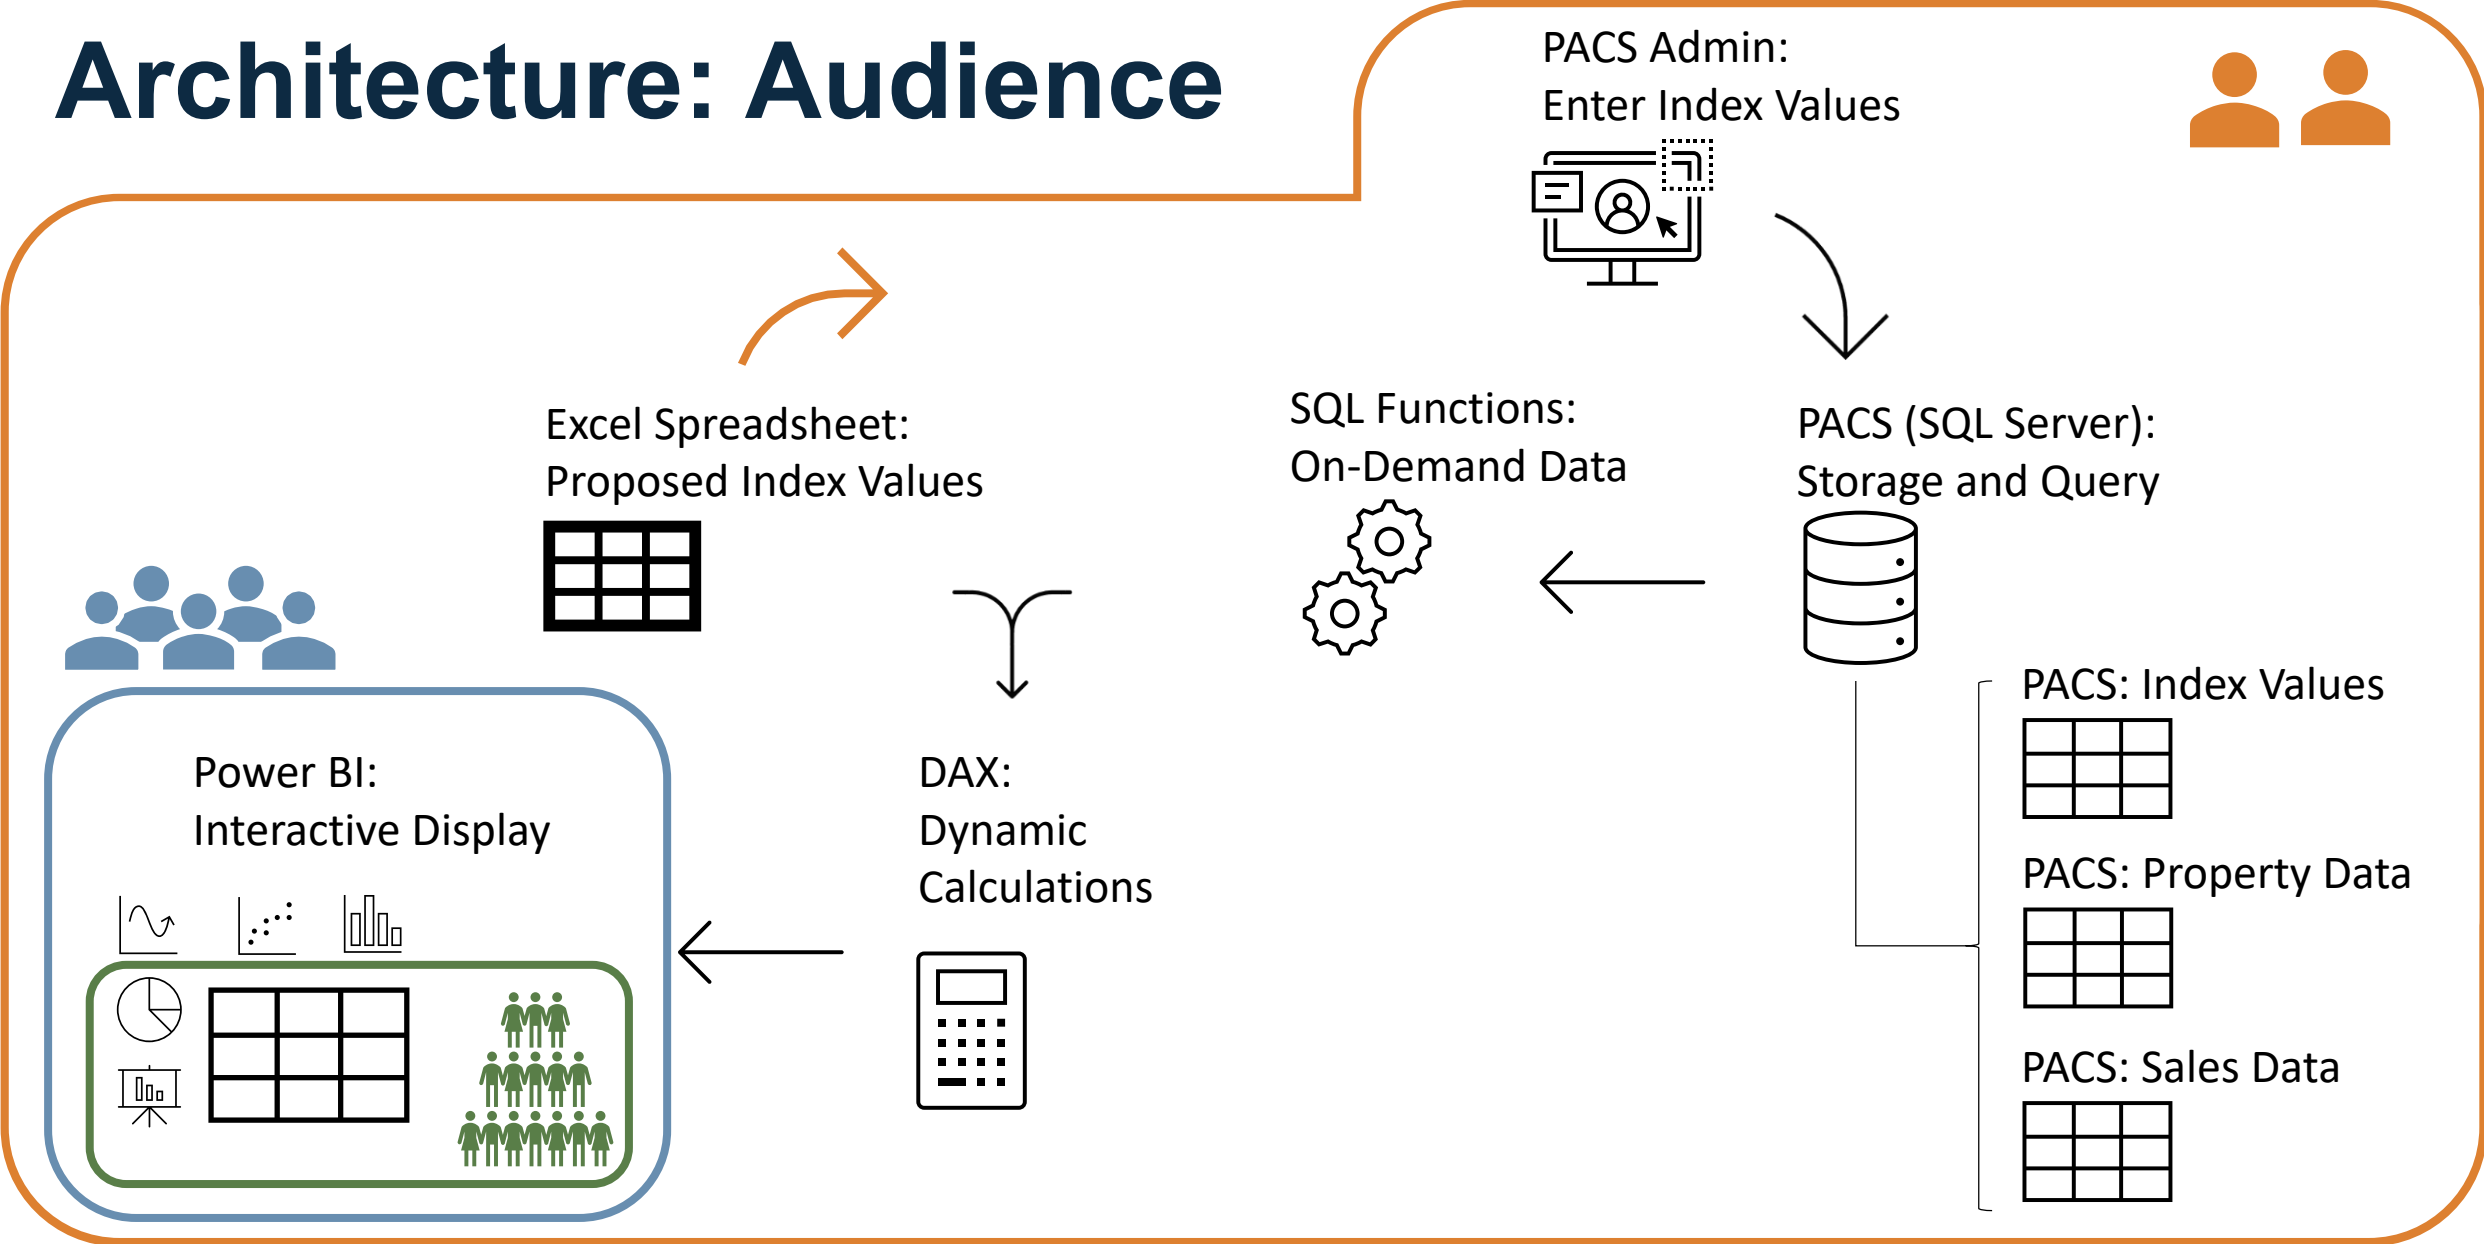 Architecture: Audience
PACS Admin:
Enter Index Values
Excel Spreadsheet:
Proposed Index Values
SQL Functions:
On-Demand Data
PACS (SQL Server):
Storage and Query
PACS: Index Values
PACS: Property Data
PACS: Sales Data
DAX:
Dynamic
Calculations
Power BI:
Interactive Display